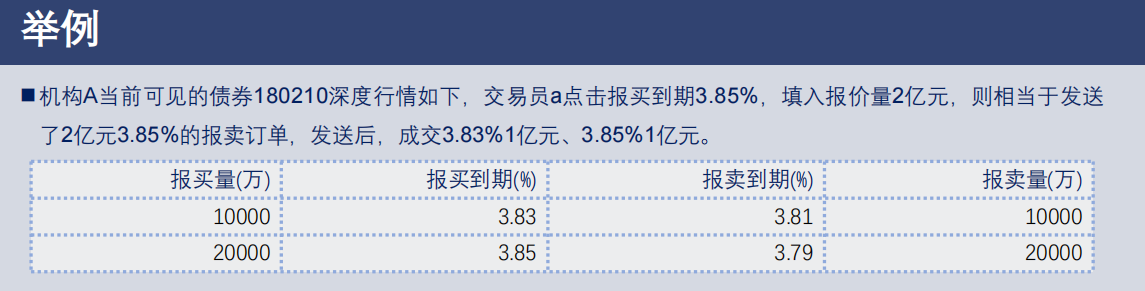 举例
■机构A当前可见的债券180210深度行情如下，交易员a点击报买到期3.85%，填入报价量2亿元，则相当于发送
了2亿元3.85%的报卖订单，发送后，成交3.83%1亿元、3.85%1亿元。
报买量(万) 报买到期(%) 报卖到期(%) 报卖量(万)
10000 3.83 3.81 10000
20000 3.85 3.79 20000